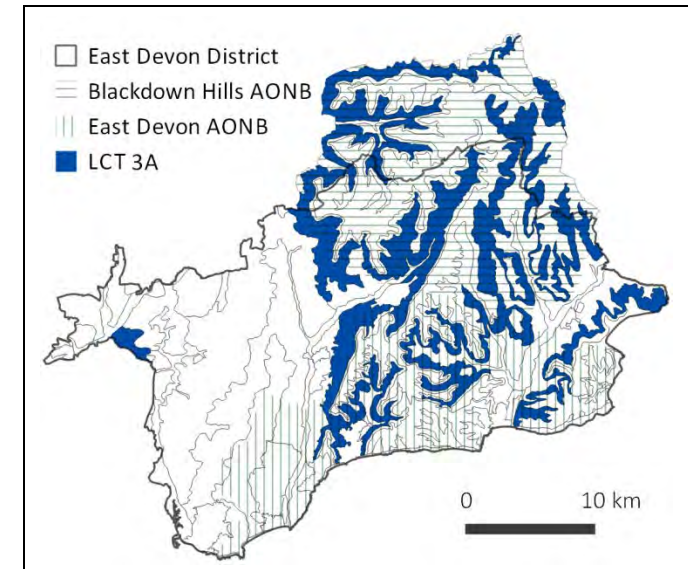 East Devon District
Blackdown Hills AONB
East Devon AONB
LCT 3A
0 10 km